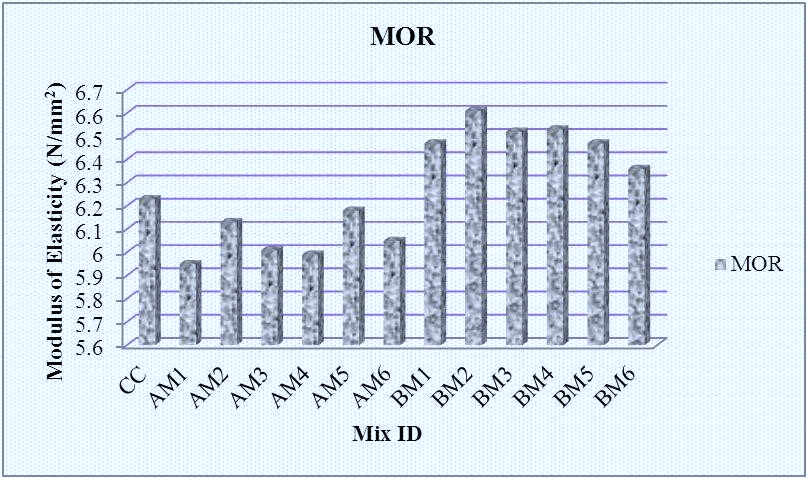 MOR
Modulus of Elasticity (N/mm²)
6.7
6.6
6.5
6.4
6.3
6.2
6.1
6
5.9
5.8
5.7
5.6
CC AM1 AM2 AM3 AM4 AM5 AM6 BM1 BM2 BM3 BM4 BM5 BM6
Mix ID
MOR